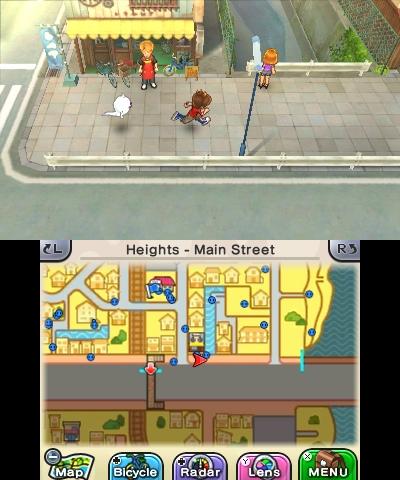 L
Heights - Main Street
R
Map
Bicycle
Radar
Y
Lens
X
MENU